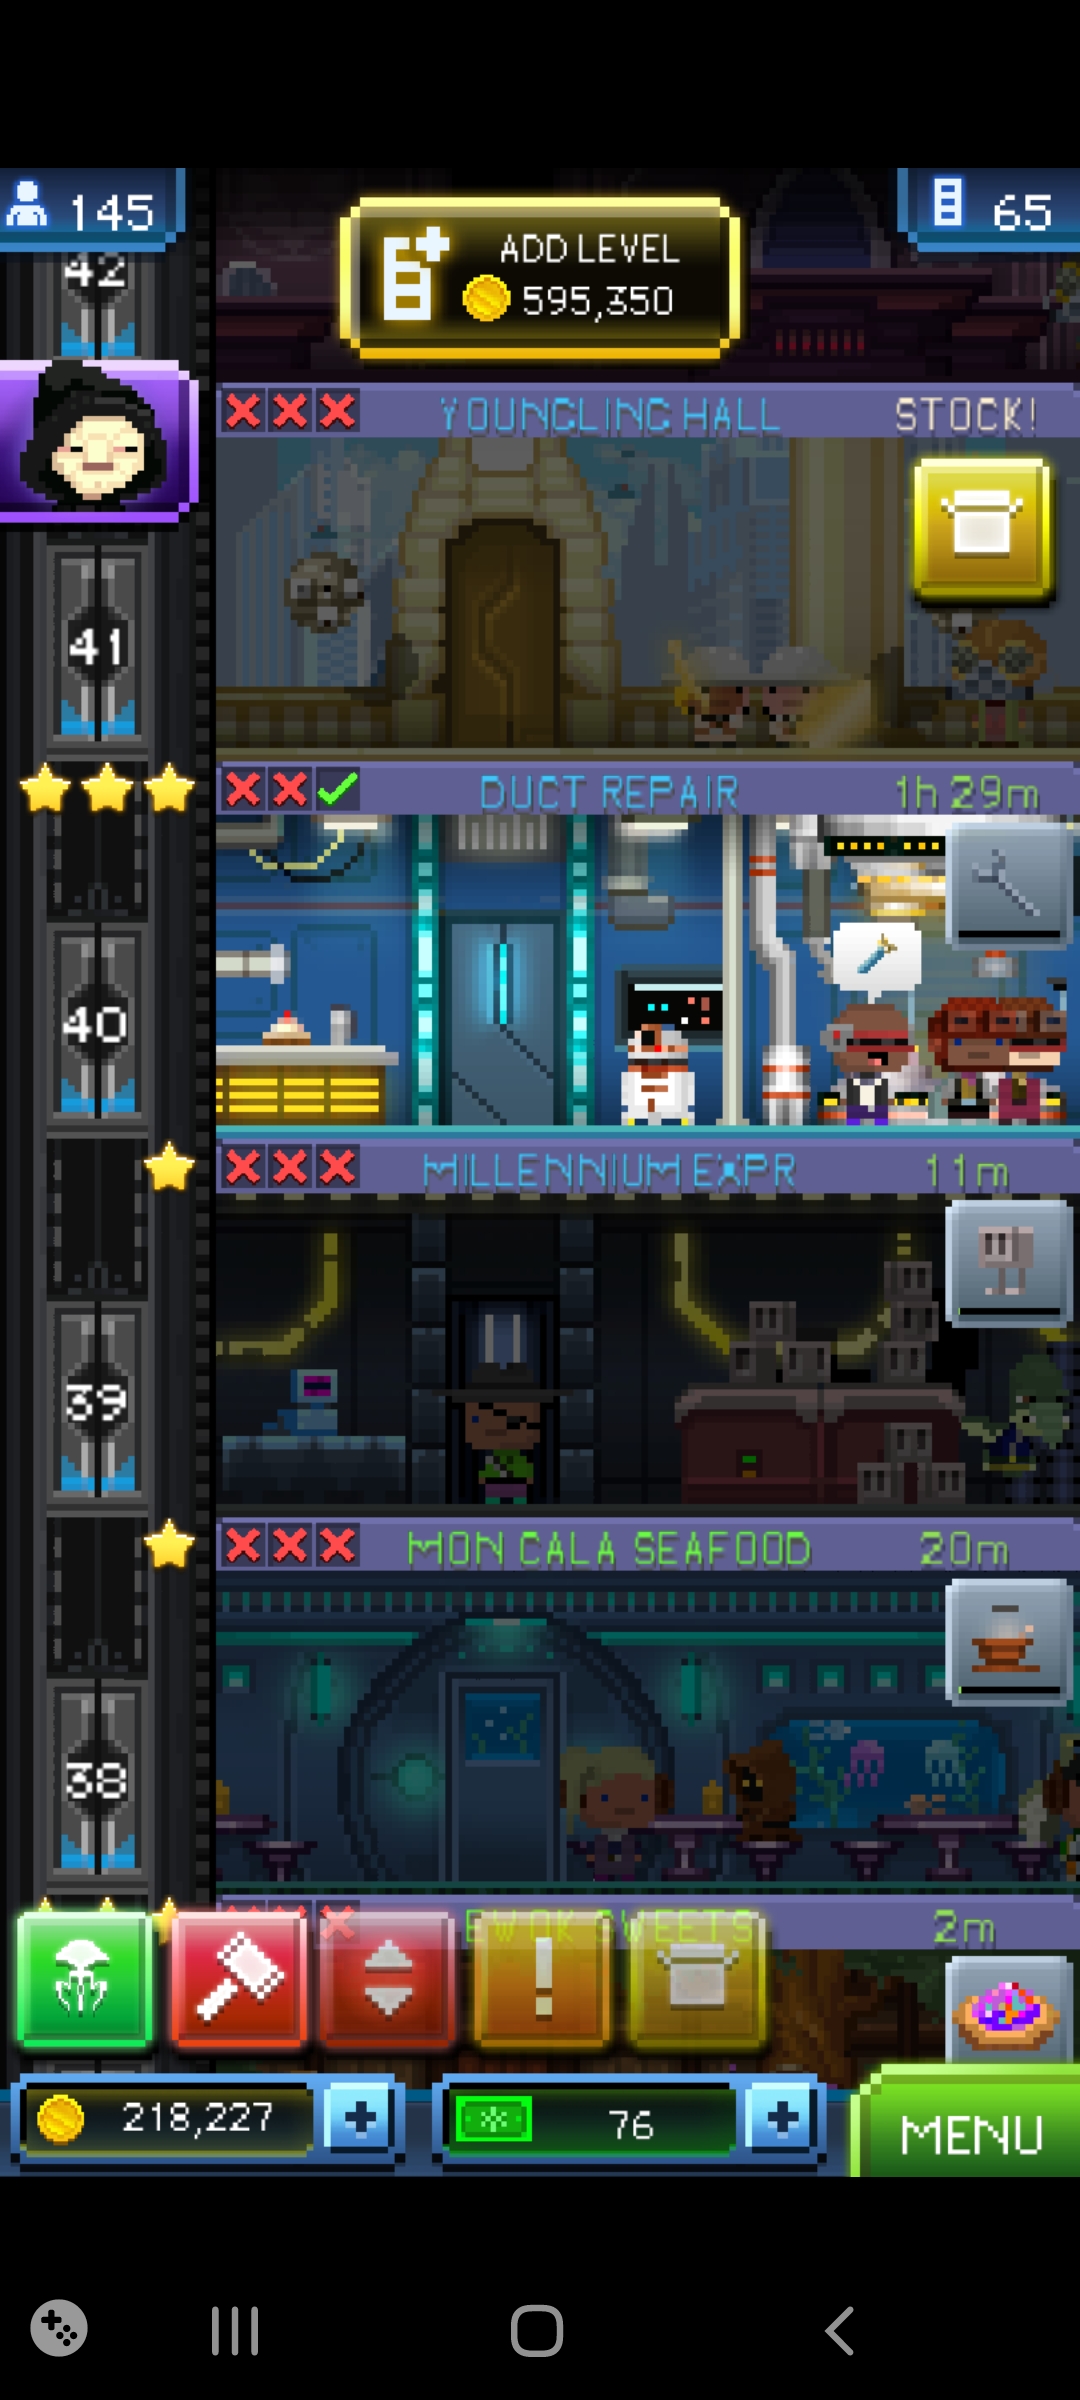 145
65
42
ADD LEVEL
595,350
YOUNGLING HALL
STOCK!
41
DUCT REPAIR
1h 29m
40
MILLENNIUM EXPR
11m
39
MON CALA SEAFOOD
20m
38
EWOK SWEETS
2m
!
218,227
+
76
+
MENU